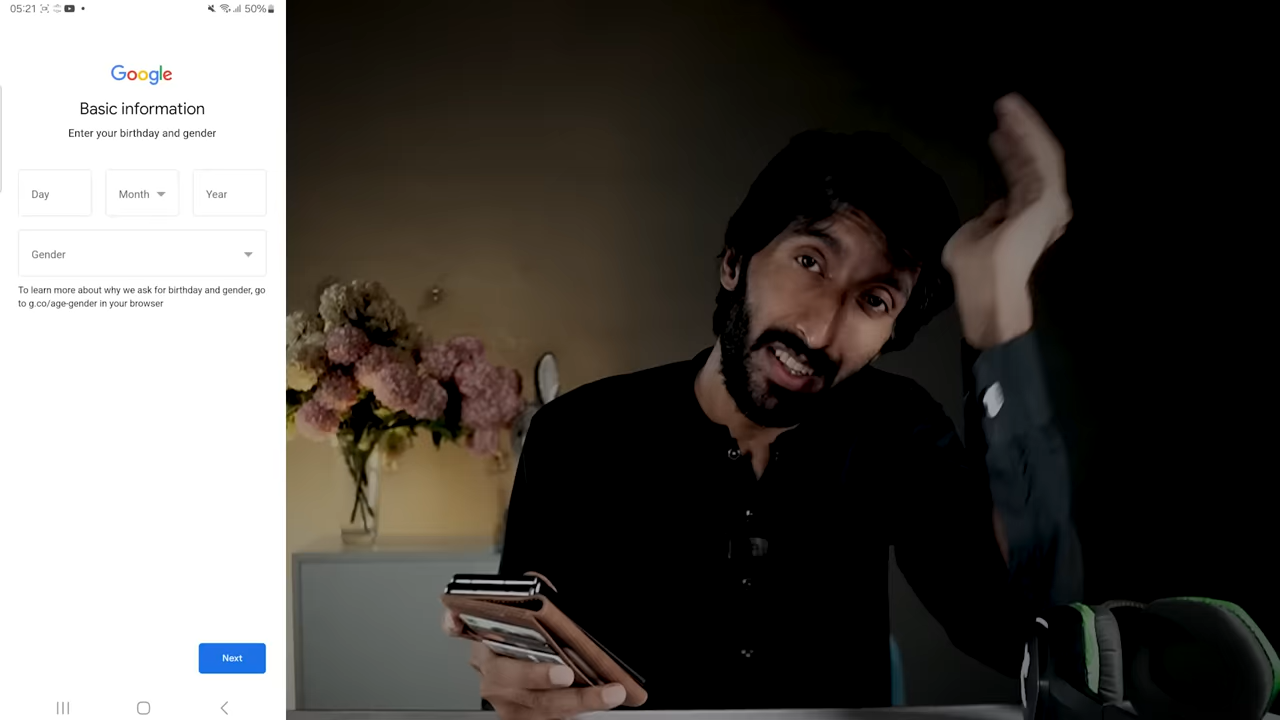 05:21
50%
Google
Basic information
Enter your birthday and gender
Day
Month
Year
Gender
To learn more about why we ask for birthday and gender, go
to g.co/age-gender in your browser
Next